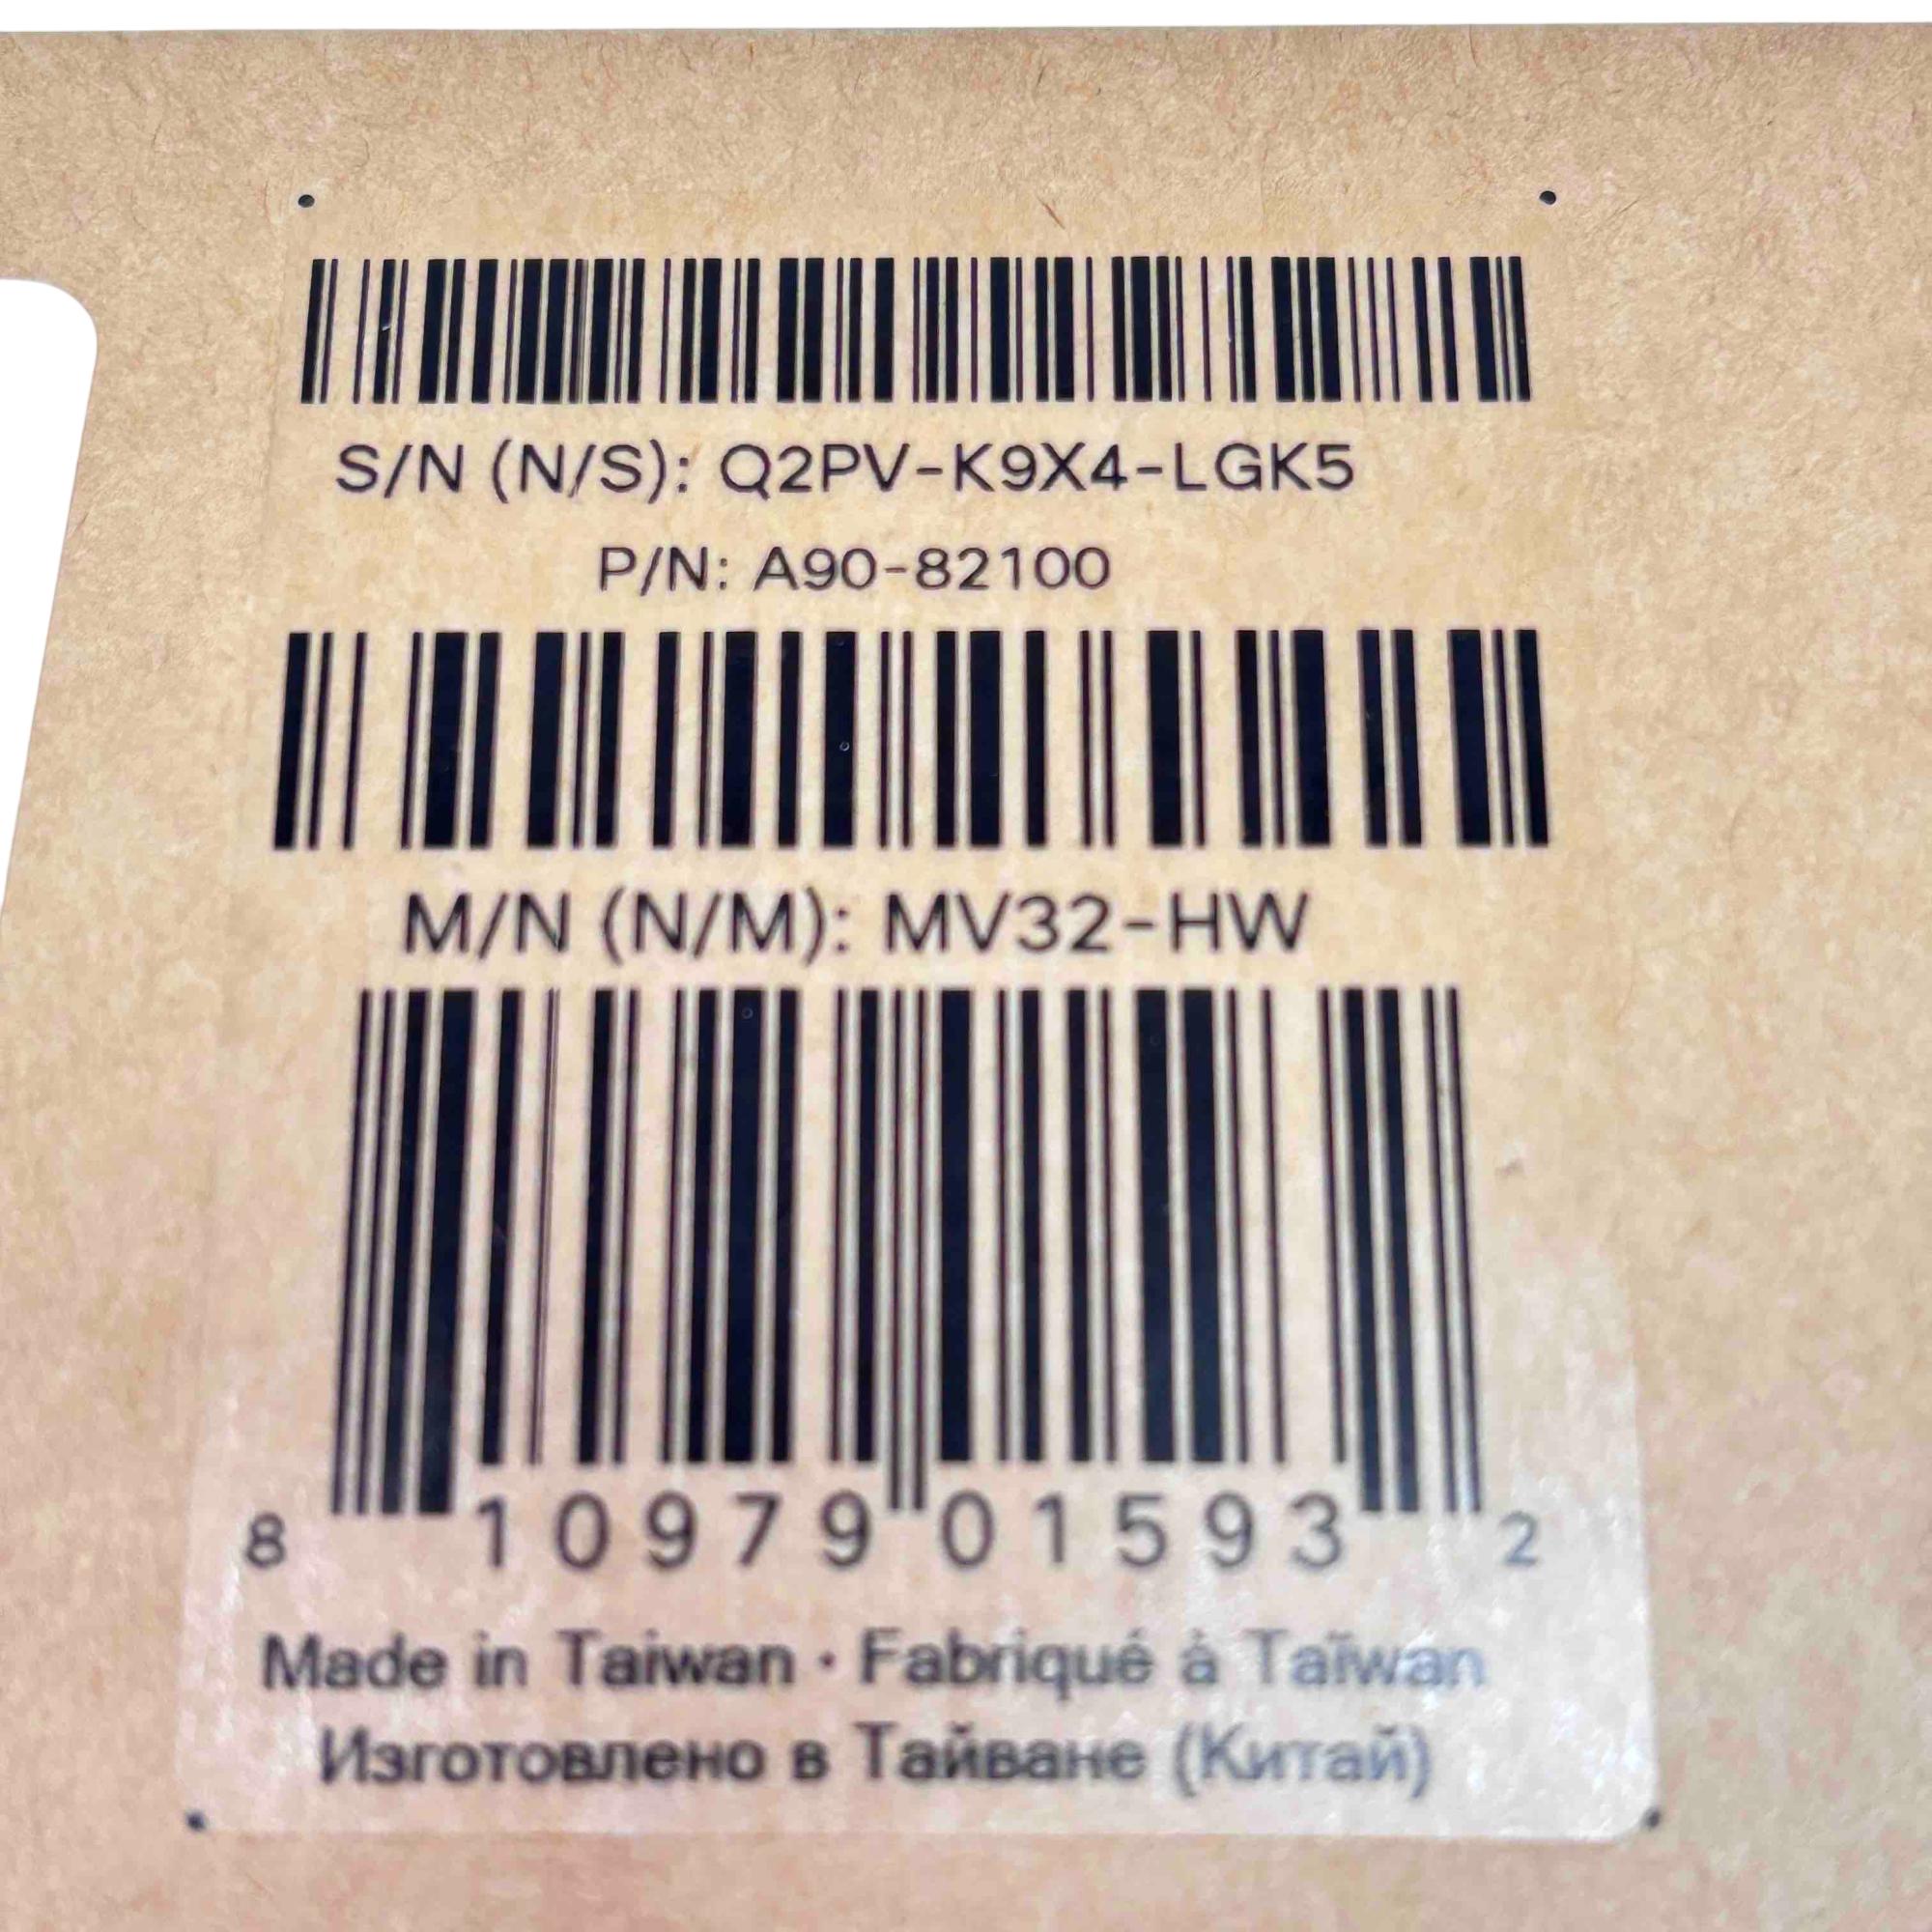 S/N (N/S): Q2PV-K9X4-LGK5
P/N: A90-82100
M/N (N/M): MV32-HW
8 10979 01593 2
Made in Taiwan · Fabriqué à Taïwan
Изготовлено в Тайване (Китай)